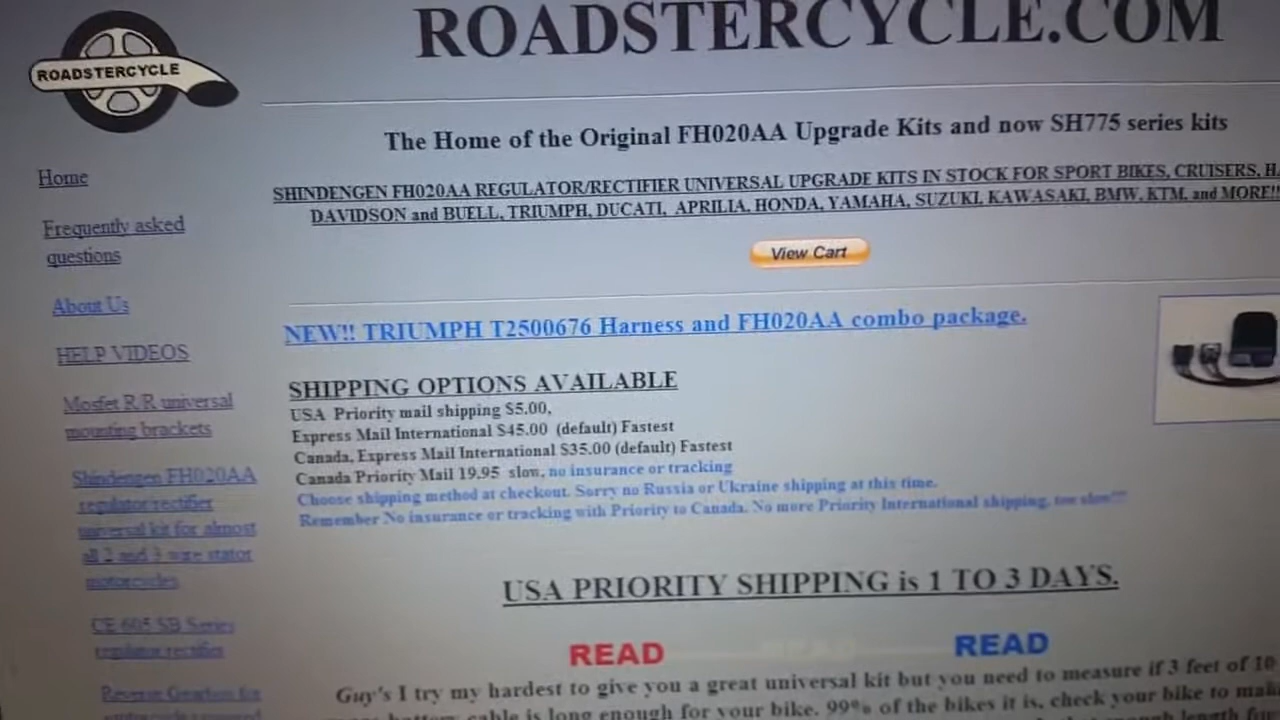 ROADSTERCYCLE.COM
ROADSTERCYCLE
The Home of the Original FH020AA Upgrade Kits and now SH775 series kits
SHINDENGEN FH020AA REGULATOR/RECTIFIER UNIVERSAL UPGRADE KITS IN STOCK FOR SPORT BIKES, CRUISERS,
DAVIDSON and BUELL, TRIUMPH, DUCATI, APRILIA, HONDA, YAMAHA, SUZUKI, KAWASAKI, BMW, KTM, and MORE!!
View Cart
Home
Frequently asked
questions
About Us
HELP VIDEOS
Mosfet R/R universal
mounting brackets
Shindengen FH020AA
regulator/rectifier
universal kit for almost
all 2 and 3 wire stator
motorcycles
CE 605 SB Series
regulator rectifier
NEW!! TRIUMPH T2500676 Harness and FH020AA combo package.
SHIPPING OPTIONS AVAILABLE
USA Priority mail shipping $5.00,
Express Mail International $45.00 (default) Fastest
Canada, Express Mail International $35.00 (default) Fastest
Canada Priority Mail 19.95 slow, no insurance or tracking
Choose shipping method at checkout. Sorry no Russia or Ukraine shipping at this time.
Remember No insurance or tracking with Priority to Canada. No more Priority International shipping, too slow!!!
USA PRIORITY SHIPPING is 1 TO 3 DAYS.
READ READ READ
Guy's I try my hardest to give you a great universal kit but you need to measure if 3 feet of 10
cable is long enough for your bike. 99% of the bikes it is, check your bike to